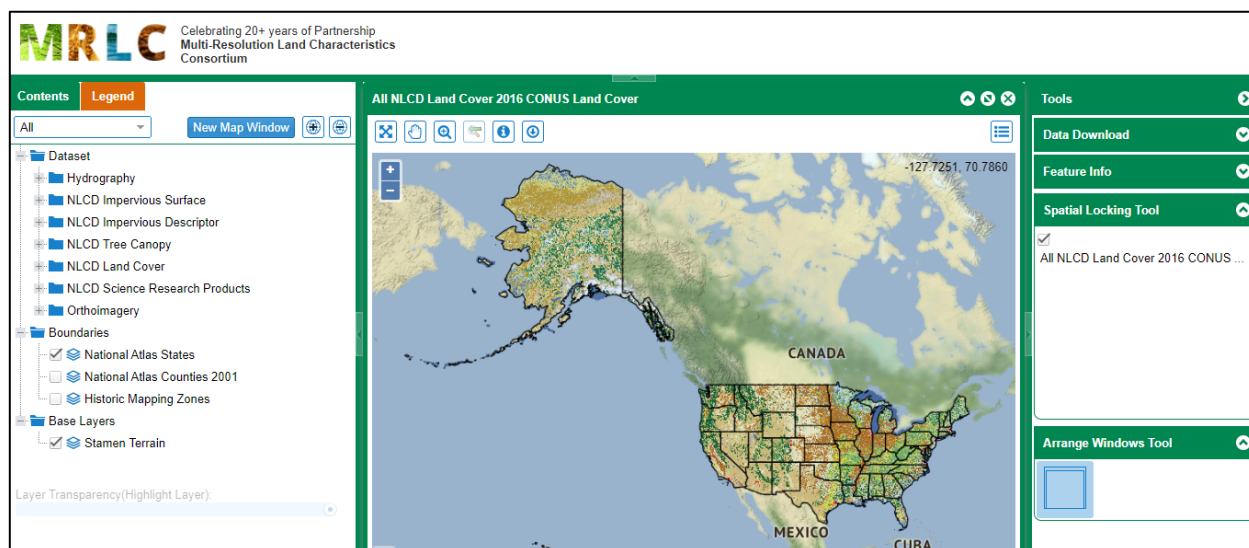 MRLC
Celebrating 20+ years of Partnership
Multi-Resolution Land Characteristics
Consortium
Contents
Legend
All
New Map Window
Dataset
Hydrography
NLCD Impervious Surface
NLCD Impervious Descriptor
NLCD Tree Canopy
NLCD Land Cover
NLCD Science Research Products
Orthoimagery
Boundaries
National Atlas States
National Atlas Counties 2001
Historic Mapping Zones
Base Layers
Stamen Terrain
Layer Transparency(Highlight Layer):
All NLCD Land Cover 2016 CONUS Land Cover
+
−
-127.7251, 70.7860
CANADA
MEXICO
CUBA
Tools
Data Download
Feature Info
Spatial Locking Tool
All NLCD Land Cover 2016 CONUS ...
Arrange Windows Tool